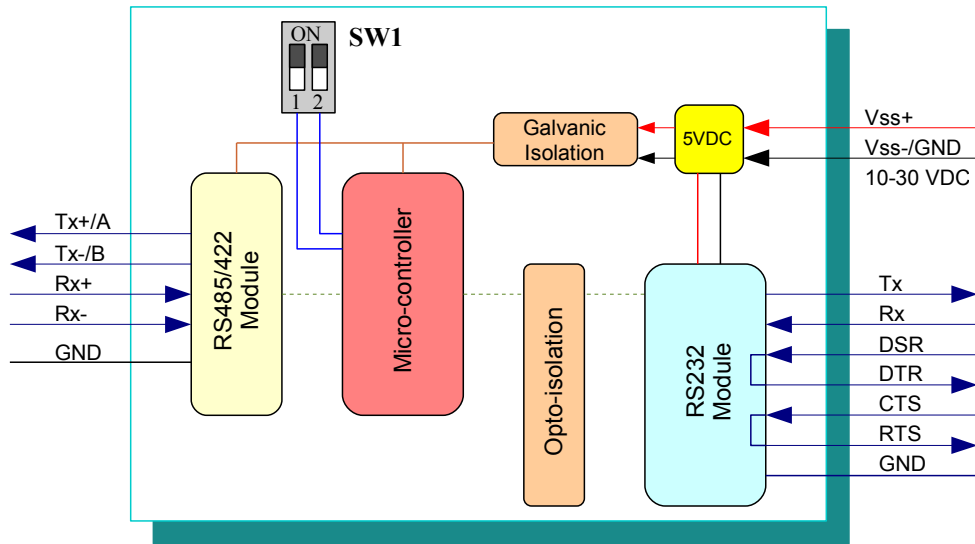 ON
1 2
SW1
Galvanic
Isolation
5VDC
Vss+
Vss-/GND
10-30 VDC
Tx+/A
Tx-/B
Rx+
Rx-
GND
RS485/422
Module
Micro-controller
Opto-isolation
RS232
Module
Tx
Rx
DSR
DTR
CTS
RTS
GND